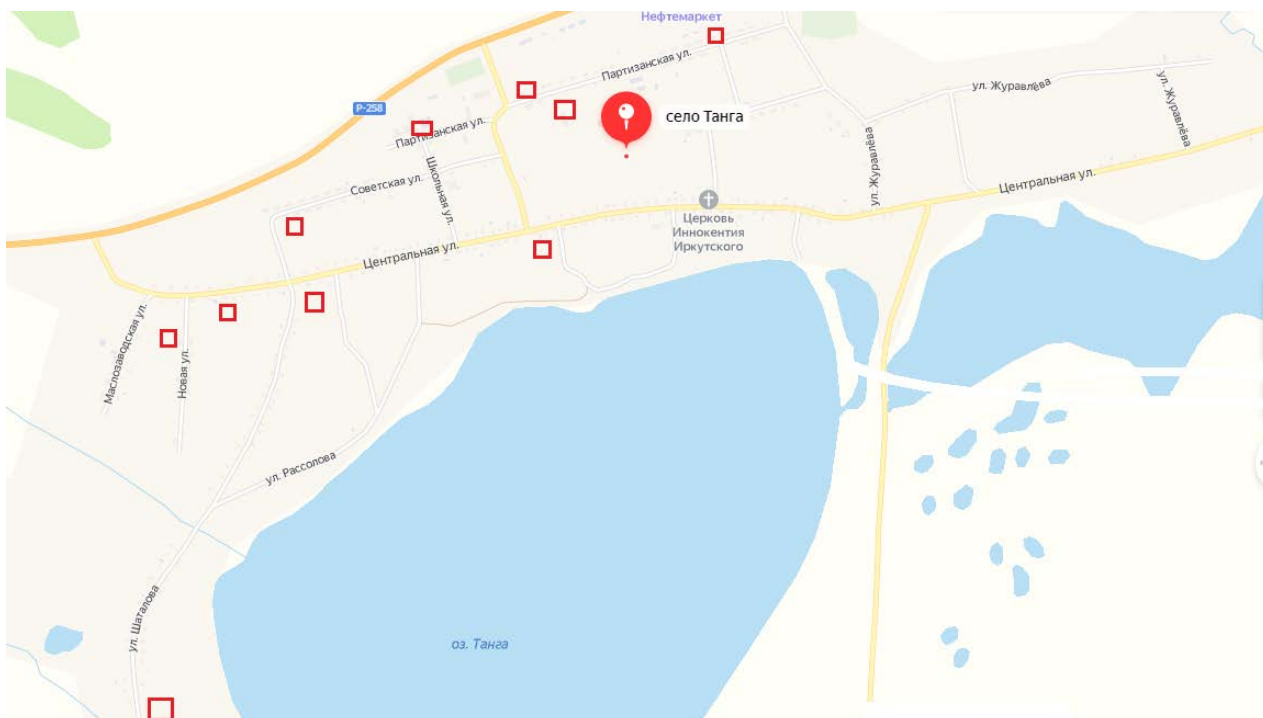 Нефтемаркет
Партизанская ул.
ул. Журавлёва
ул. Журавлёва
Р-258
село Танга
Партизанская ул.
ул. Журавлёва
Школьная ул.
Советская ул.
Центральная ул.
Церковь
Иннокентия
Иркутского
Центральная ул.
Маслозаводская ул.
Новая ул.
ул. Рассолова
ул. Шаталова
оз. Танга